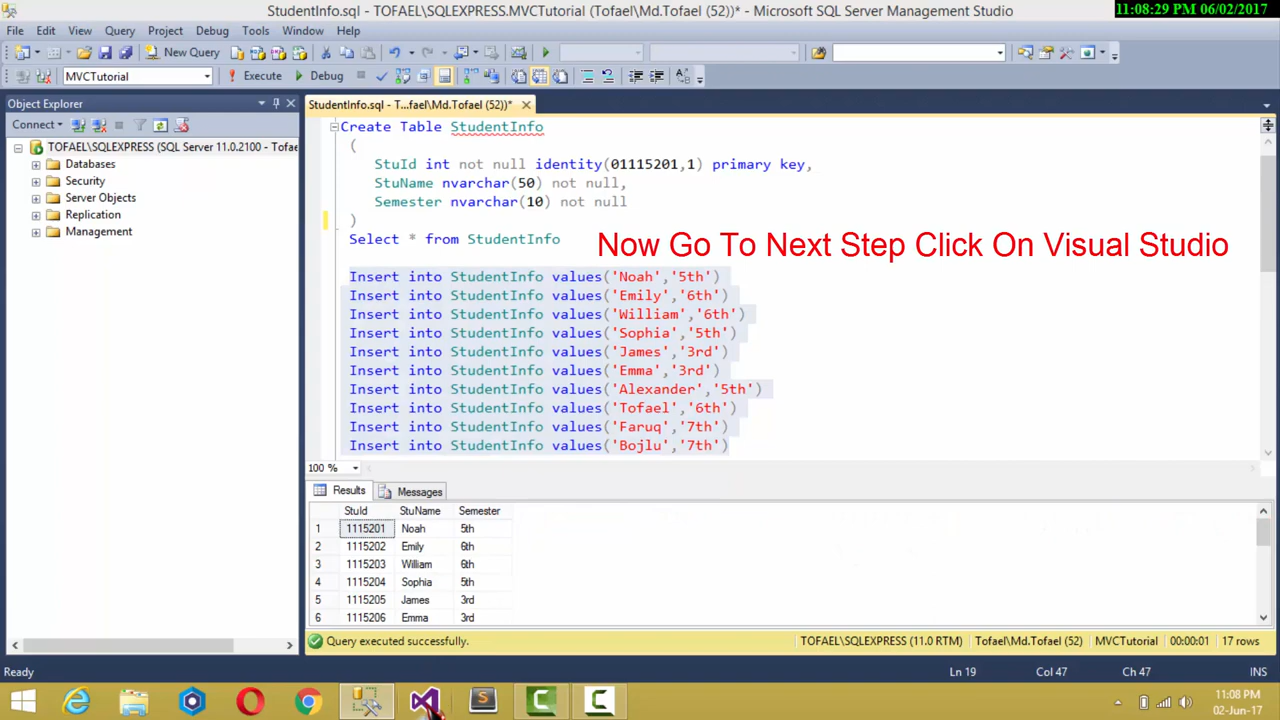 StudentInfo.sql - TOFAEL\SQLEXPRESS.MVCTutorial (Tofael\Md.Tofael (52))* - Microsoft SQL Server Management Studio
11:08:29 PM 06/02/2017
File Edit View Query Project Debug Tools Window Help
New Query
MVCTutorial Execute Debug
Object Explorer
StudentInfo.sql - T...fael\Md.Tofael (52))*
Connect
TOFAEL\SQLEXPRESS (SQL Server 11.0.2100 - Tofae
Databases
Security
Server Objects
Replication
Management
Create Table StudentInfo
(
StuId int not null identity(01115201,1) primary key,
StuName nvarchar(50) not null,
Semester nvarchar(10) not null
)
Select * from StudentInfo
Now Go To Next Step Click On Visual Studio
Insert into StudentInfo values('Noah','5th')
Insert into StudentInfo values('Emily','6th')
Insert into StudentInfo values('William','6th')
Insert into StudentInfo values('Sophia','5th')
Insert into StudentInfo values('James','3rd')
Insert into StudentInfo values('Emma','3rd')
Insert into StudentInfo values('Alexander','5th')
Insert into StudentInfo values('Tofael','6th')
Insert into StudentInfo values('Faruq','7th')
Insert into StudentInfo values('Bojlu','7th')
100 %
Results Messages
StuId StuName Semester
1 1115201 Noah 5th
2 1115202 Emily 6th
3 1115203 William 6th
4 1115204 Sophia 5th
5 1115205 James 3rd
6 1115206 Emma 3rd
Query executed successfully. TOFAEL\SQLEXPRESS (11.0 RTM) Tofael\Md.Tofael (52) MVCTutorial 00:00:01 17 rows
Ready Ln 19 Col 47 Ch 47 INS
11:08 PM
02-Jun-17